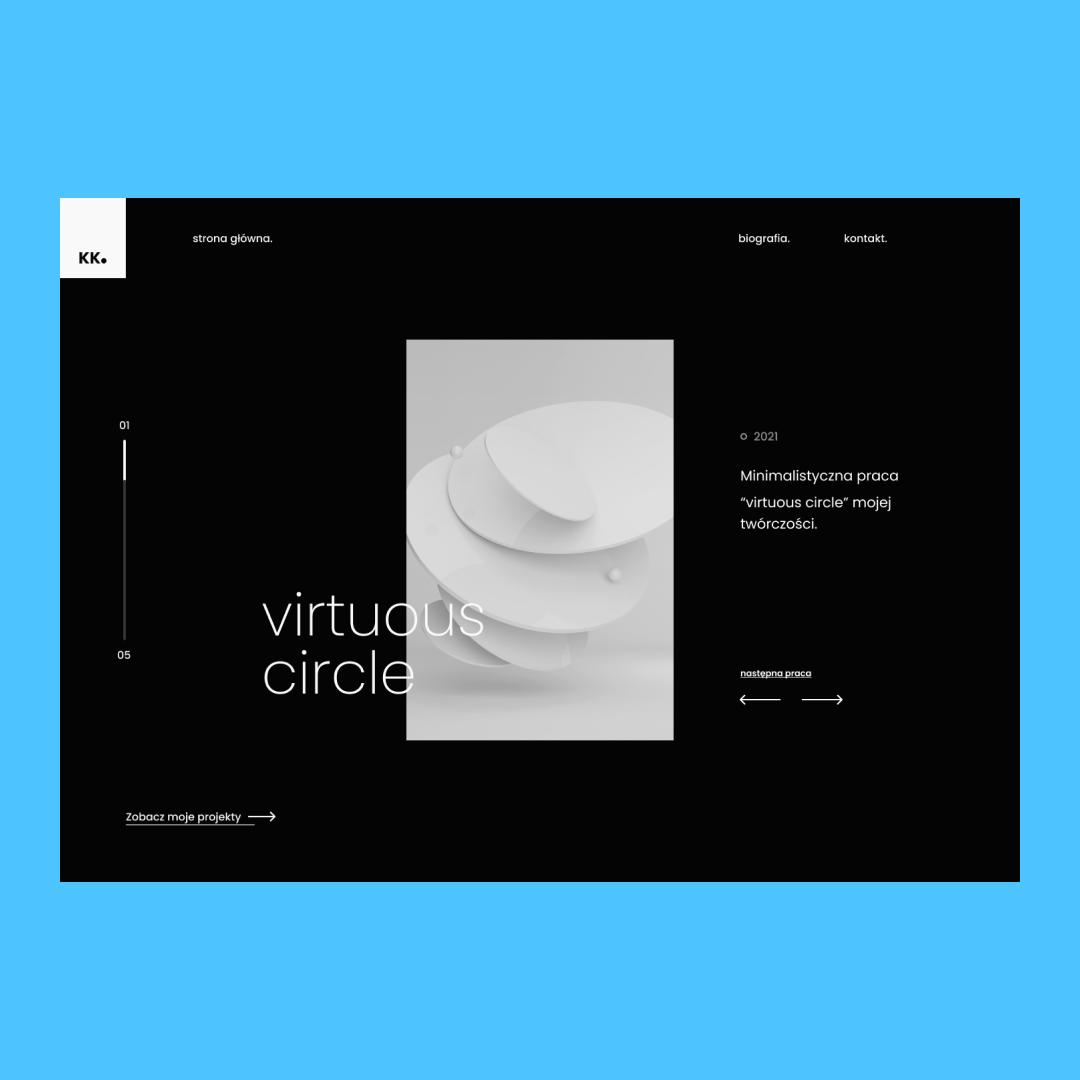 KK.
strona główna.
biografia.
kontakt.
01
05
virtuous
circle
2021
Minimalistyczna praca
“virtuous circle” mojej
twórczości.
następna praca
Zobacz moje projekty